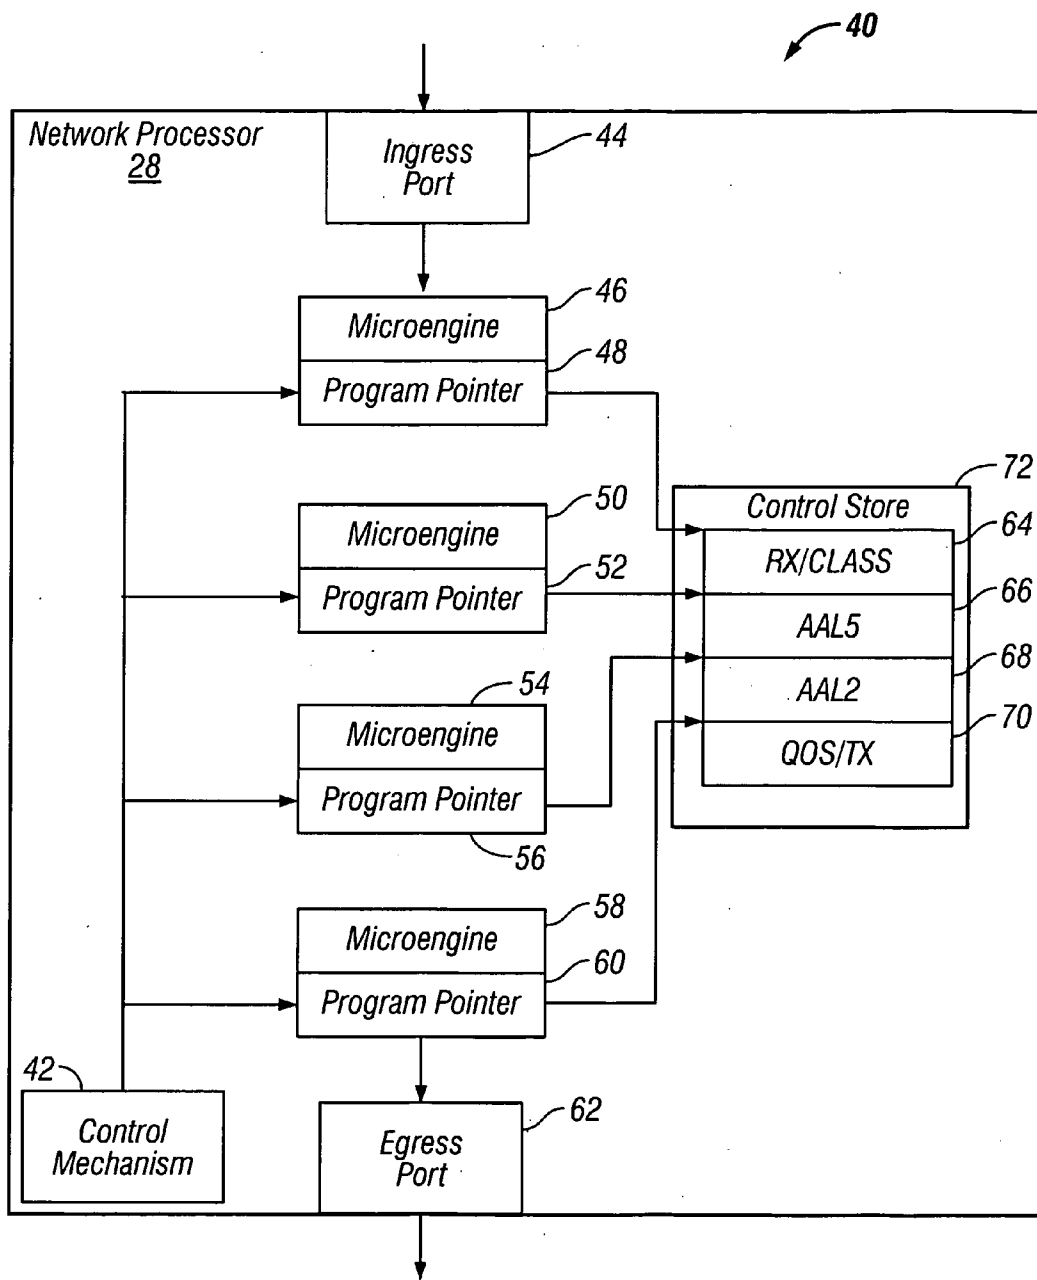 40
Network Processor
28
Ingress
Port
44
Microengine
46
Program Pointer
48
Microengine
50
Program Pointer
52
Microengine
54
Program Pointer
56
Microengine
58
Program Pointer
60
72
Control Store
RX/CLASS
64
AAL5
66
AAL2
68
QOS/TX
70
42
Control
Mechanism
Egress
Port
62